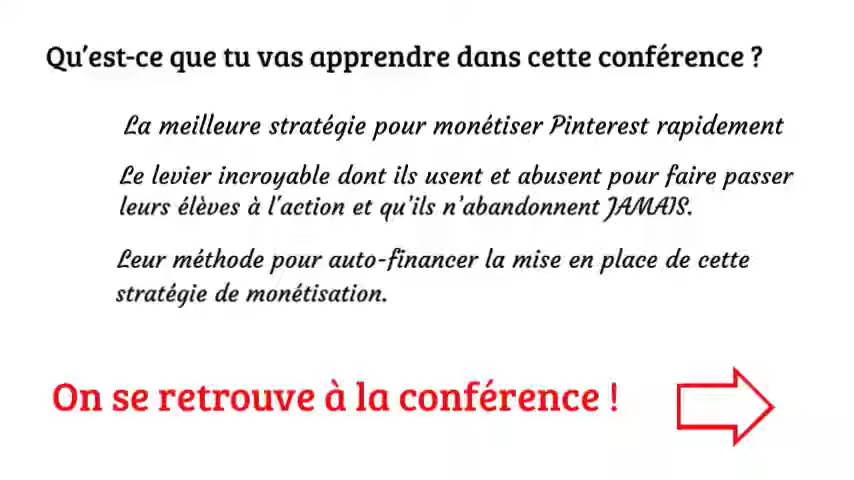 Qu'est-ce que tu vas apprendre dans cette conférence ?
La meilleure stratégie pour monétiser Pinterest rapidement
Le levier incroyable dont ils usent et abusent pour faire passer
leurs élèves à l'action et qu'ils n'abandonnent JAMAIS.
Leur méthode pour auto-financer la mise en place de cette
stratégie de monétisation.
On se retrouve à la conférence !